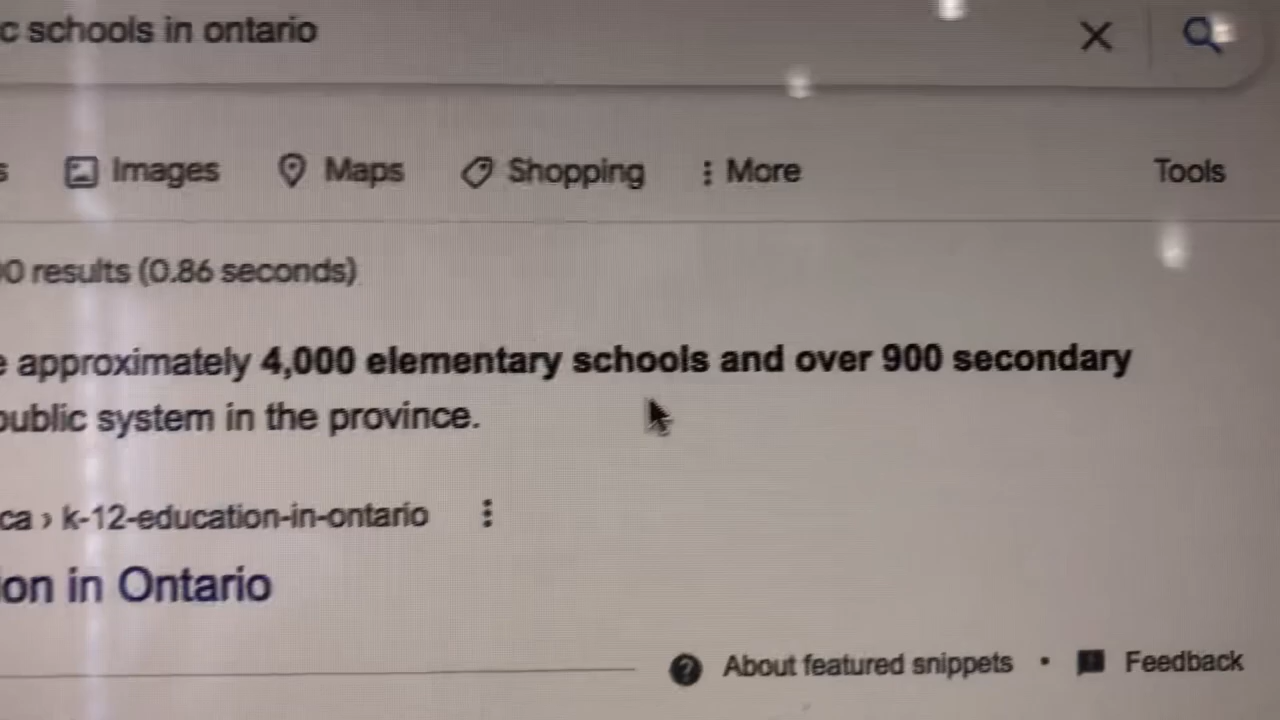 c schools in ontario
s Images Maps Shopping More Tools
0 results (0.86 seconds)
e approximately 4,000 elementary schools and over 900 secondary
public system in the province.
ca › k-12-education-in-ontario
ion in Ontario
About featured snippets • Feedback